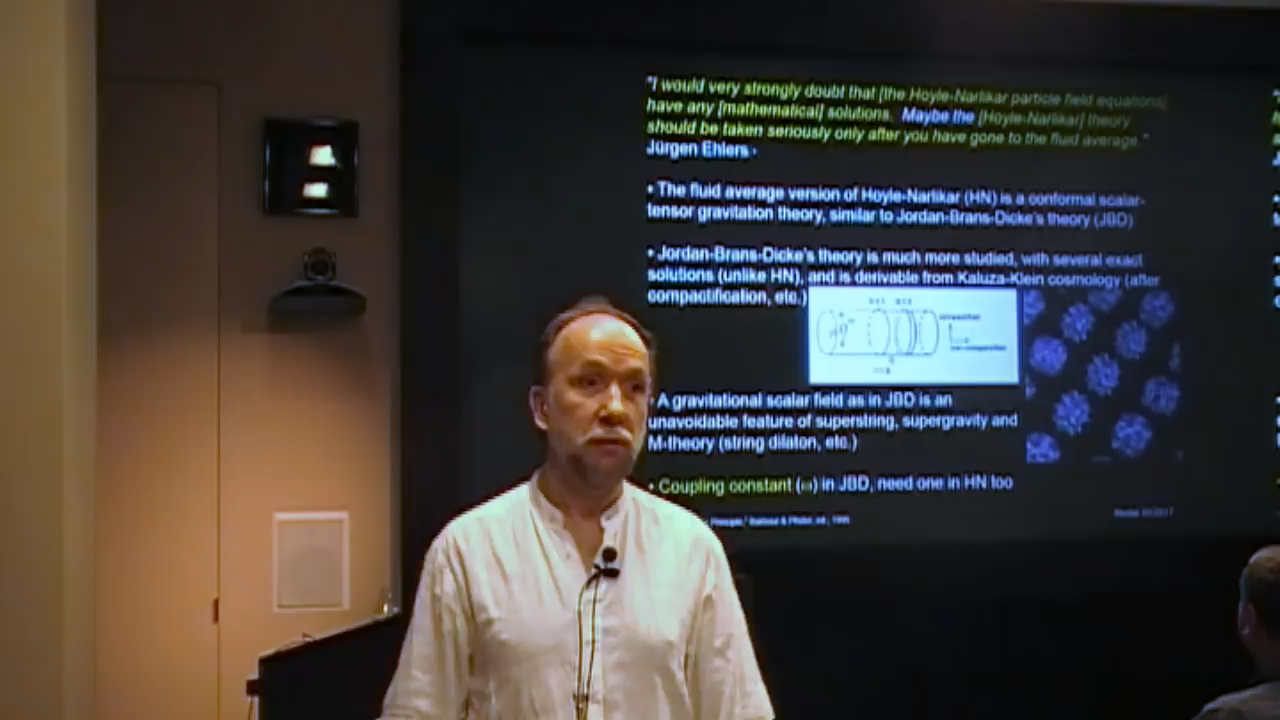 "I would very strongly doubt that [the Hoyle-Narlikar particle field equations]
have any [mathematical] solutions. Maybe the [Hoyle-Narlikar] theory
should be taken seriously only after you have gone to the fluid average."
Jürgen Ehlers
• The fluid average version of Hoyle-Narlikar (HN) is a conformal scalar-
tensor gravitation theory, similar to Jordan-Brans-Dicke's theory (JBD)
• Jordan-Brans-Dicke's theory is much more studied, with several exact
solutions (unlike HN), and is derivable from Kaluza-Klein cosmology (after
compactification, etc.)
• A gravitational scalar field as in JBD is an
unavoidable feature of superstring, supergravity and
M-theory (string dilaton, etc.)
• Coupling constant (ω) in JBD, need one in HN too